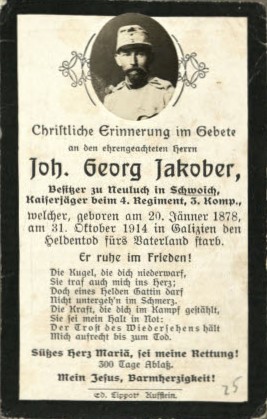 Christliche Erinnerung im Gebete
an den ehrengeachteten Herrn
Joh. Georg Jakober,
Besitzer zu Neuluch in Schwoich,
Kaiserjäger beim 4. Regiment, 3. Komp.,
welcher, geboren am 20. Jänner 1878,
am 31. Oktober 1914 in Galizien den
Heldentod fürs Vaterland starb.
Er ruhe im Frieden!
Die Kugel, die dich niederwarf,
Sie traf auch mich ins Herz;
Doch eines Helden Gattin darf
Nicht untergeh'n im Schmerz.
Die Kraft, die dich im Kampf gestählt,
Sie sei mein Halt in Not:
Der Trost des Wiedersehens hält
Mich aufrecht bis zum Tod.
Süßes Herz Mariä, sei meine Rettung!
300 Tage Ablaß.
Mein Jesus, Barmherzigkeit!
Ed. Lippott Kufstein.
25